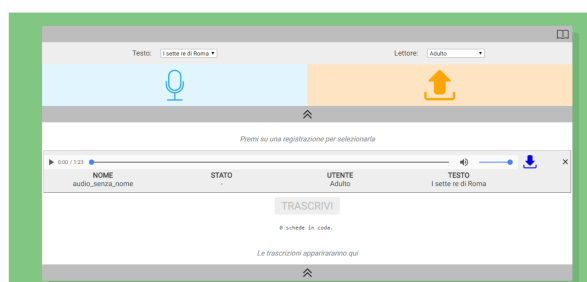 Testo: I sette re di Roma Lettore: Adulto
Premi su una registrazione per selezionarla
0:00 / 1:23
NOME STATO UTENTE TESTO
audio_senza_nome - Adulto I sette re di Roma
TRASCRIVI
0 schede in coda.
Le trascrizioni appariraranno qui